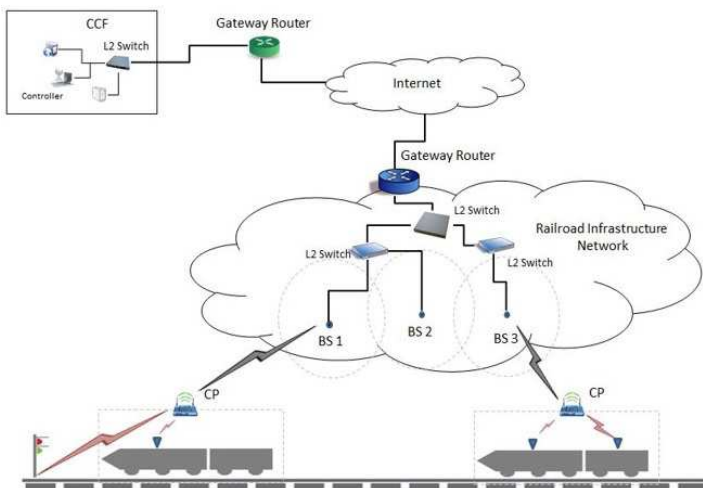 CCF
L2 Switch
Controller
Gateway Router
Internet
Gateway Router
L2 Switch
Railroad Infrastructure
Network
L2 Switch
L2 Switch
BS 1
BS 2
BS 3
CP
CP